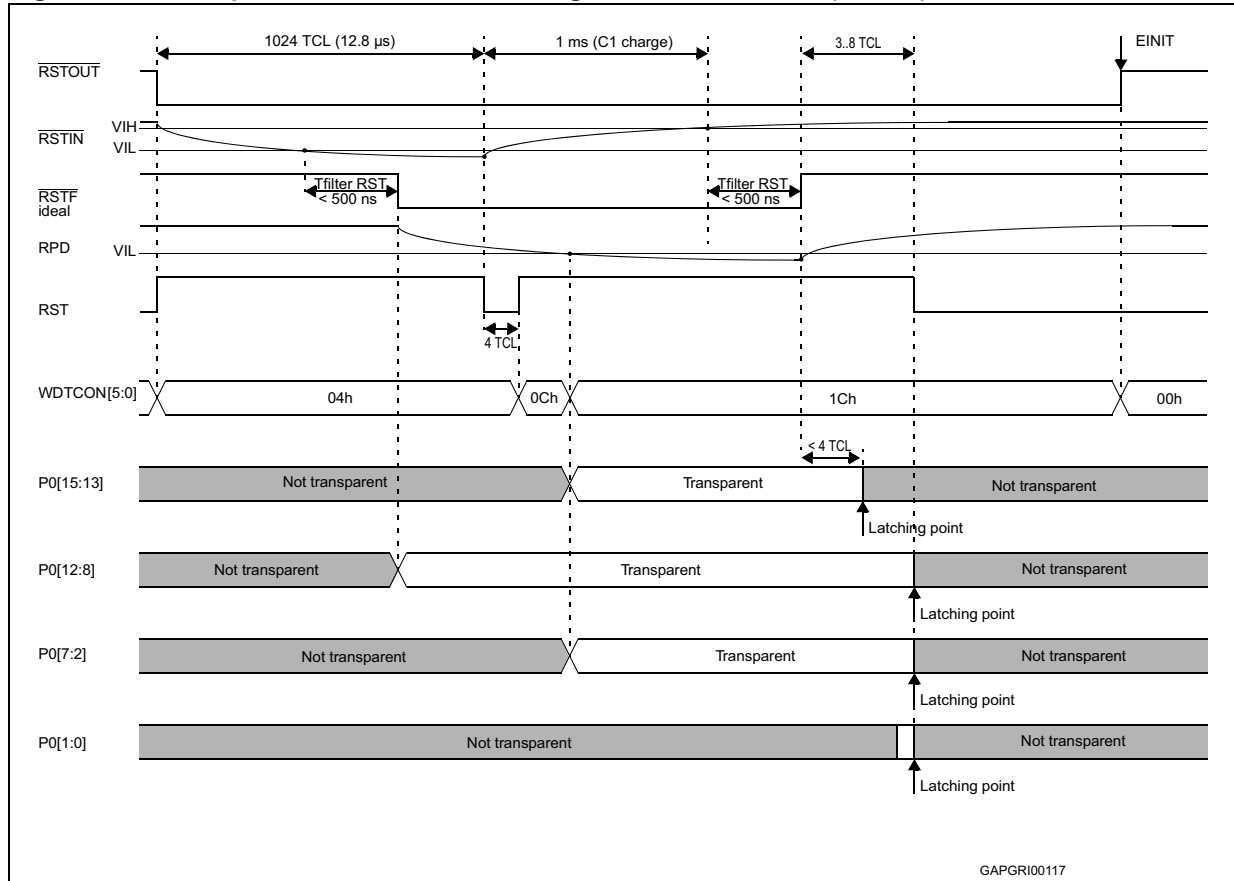 1024 TCL (12.8 µs)
1 ms (C1 charge)
3..8 TCL
EINIT
RSTOUT
RSTIN
VIH
VIL
Tfilter RST
< 500 ns
Tfilter RST
< 500 ns
RSTF
ideal
RPD
VIL
RST
4 TCL
WDTCON[5:0]
04h
0Ch
1Ch
00h
< 4 TCL
P0[15:13]
Not transparent
Transparent
Not transparent
Latching point
P0[12:8]
Not transparent
Transparent
Not transparent
Latching point
P0[7:2]
Not transparent
Transparent
Not transparent
Latching point
P0[1:0]
Not transparent
Not transparent
Latching point
GAPGRI00117